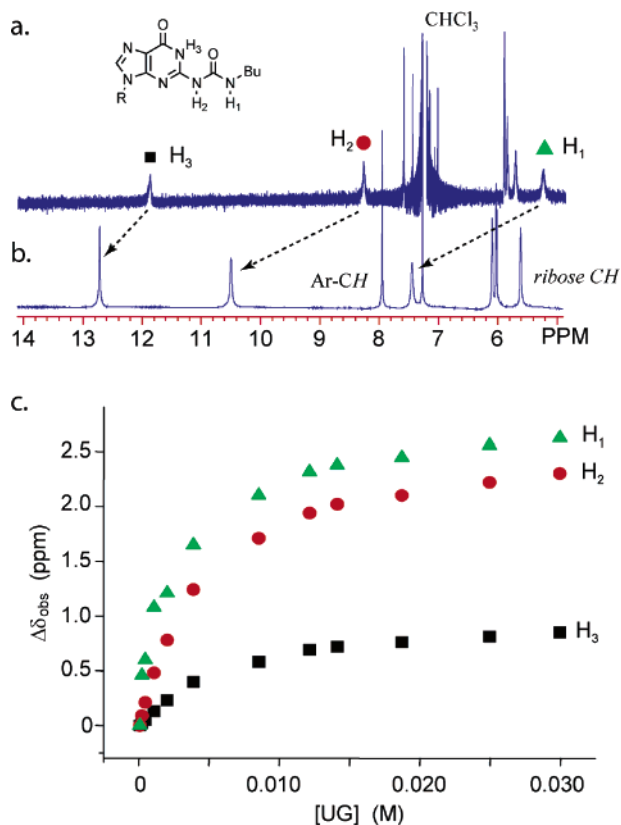 a.
CHCl3
O
N
NH3
O
N
N
N
N
Bu
R
H2
H1
H3
H2
H1
b.
Ar-CH
ribose CH
14 13 12 11 10 9 8 7 6 PPM
c.
2.5
2.0
1.5
1.0
0.5
0
Δδobs (ppm)
H1
H2
H3
0 0.010 0.020 0.030
[UG] (M)